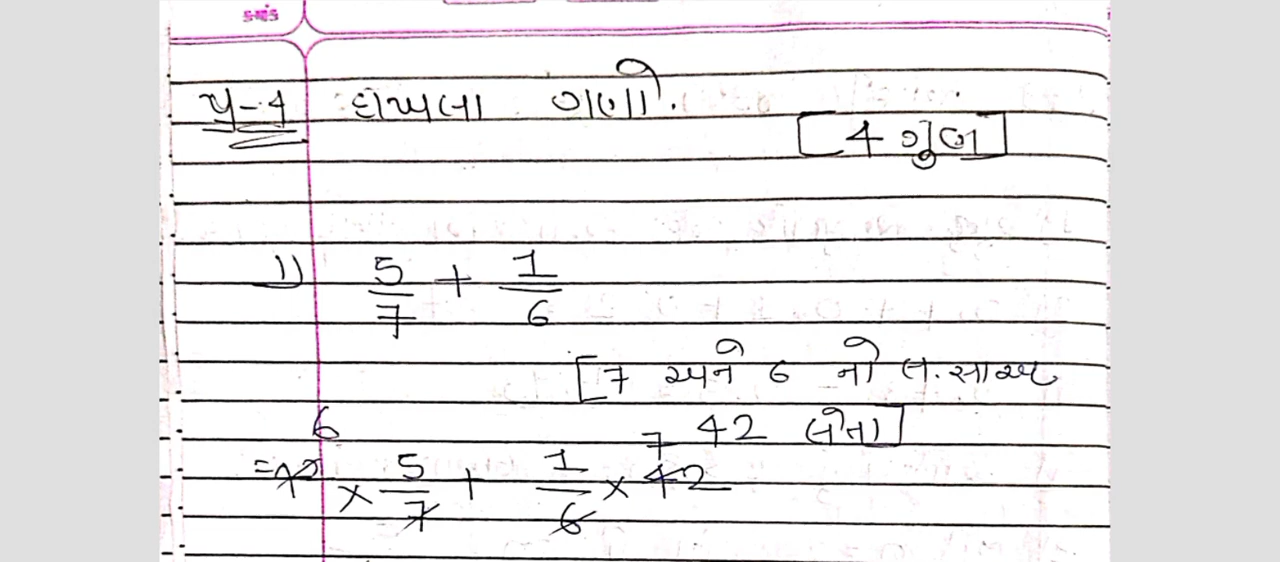 ક્રમાંક
પ્ર-1 દાખલા ગણો.
[4 ગુણ]
1) 5/7 + 1/6
[7 અને 6 નો લ.સા.અ
42 લેતા]
6 7
= 42 × 5/7 + 1/6 × 42